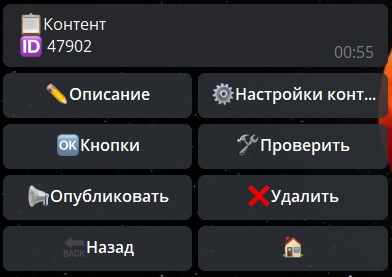 📋Контент
🆔 47902
00:55
✏️Описание
⚙️Настройки конт...
🆗Кнопки
🛠Проверить
📢Опубликовать
❌Удалить
🔙Назад
🏠